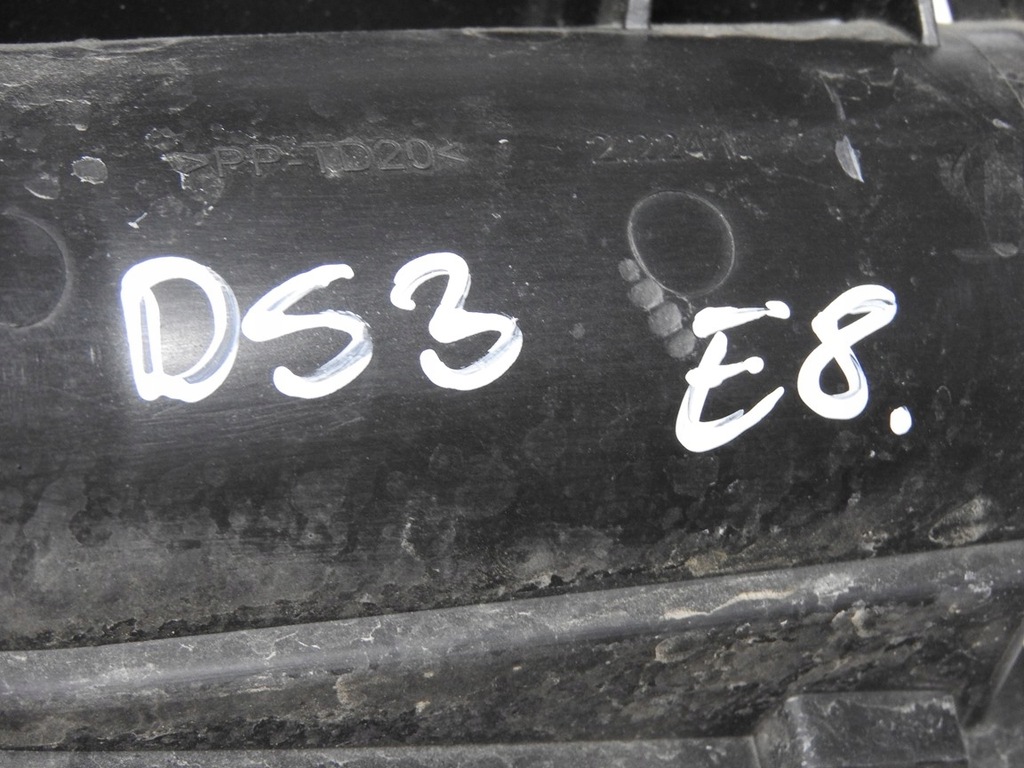 >PP-TD20<
DS3 E8.